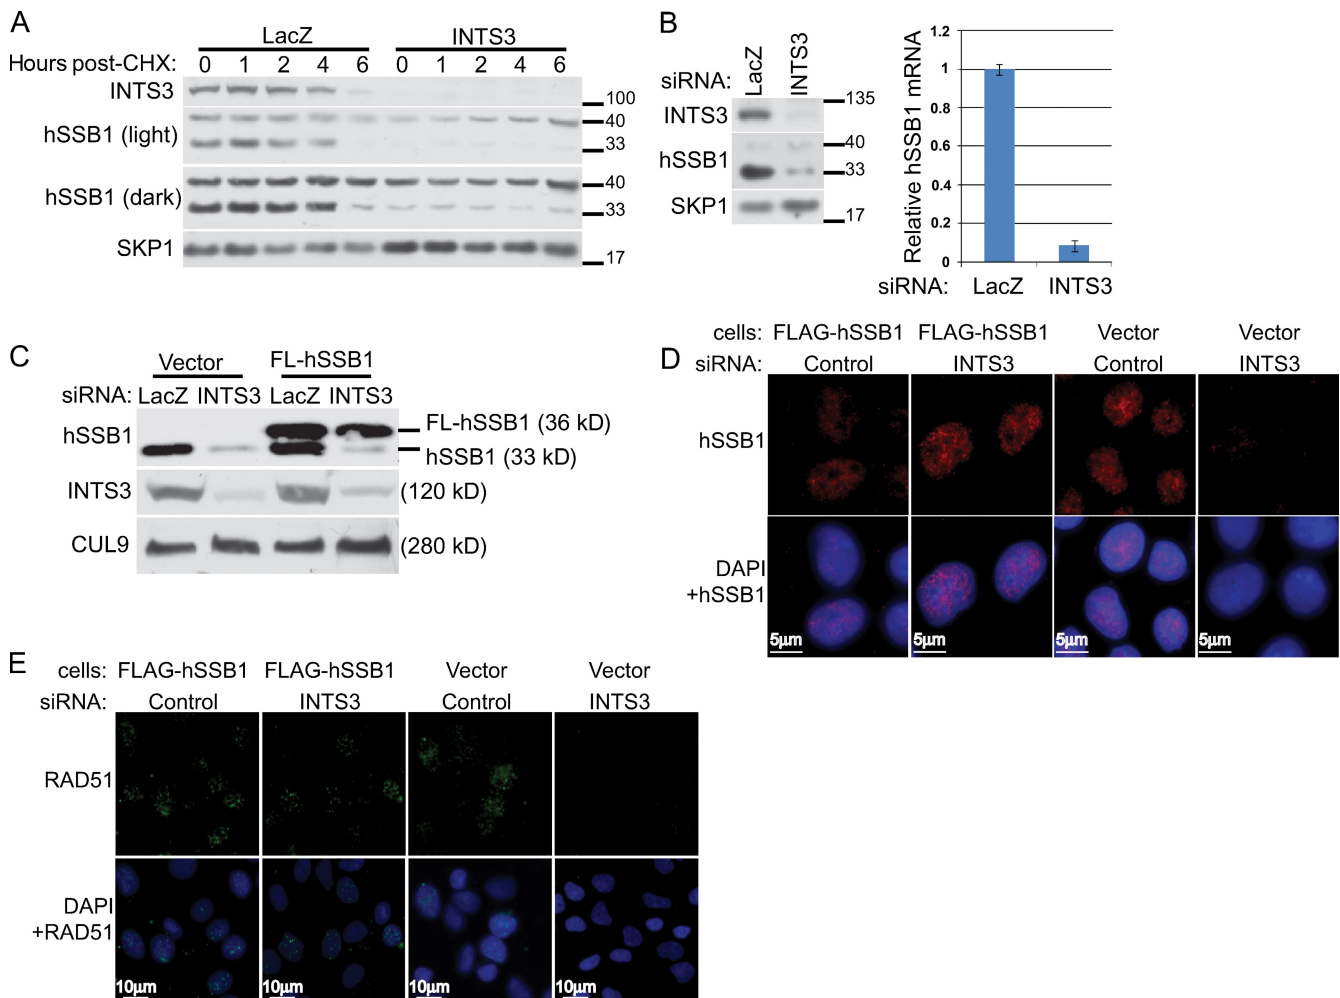 A
LacZ INTS3
Hours post-CHX: 0 1 2 4 6 0 1 2 4 6
INTS3
100
hSSB1 (light)
40
33
hSSB1 (dark)
40
33
SKP1
17
B
siRNA: LacZ INTS3
INTS3
135
hSSB1
40
33
SKP1
17
Relative hSSB1 mRNA
1.2
1
0.8
0.6
0.4
0.2
0
siRNA: LacZ INTS3
C
Vector FL-hSSB1
siRNA: LacZ INTS3 LacZ INTS3
hSSB1
FL-hSSB1 (36 kD)
hSSB1 (33 kD)
INTS3 (120 kD)
CUL9 (280 kD)
D
cells: FLAG-hSSB1 FLAG-hSSB1 Vector Vector
siRNA: Control INTS3 Control INTS3
hSSB1
DAPI
+hSSB1
5µm 5µm 5µm 5µm
E
cells: FLAG-hSSB1 FLAG-hSSB1 Vector Vector
siRNA: Control INTS3 Control INTS3
RAD51
DAPI
+RAD51
10µm 10µm 10µm 10µm